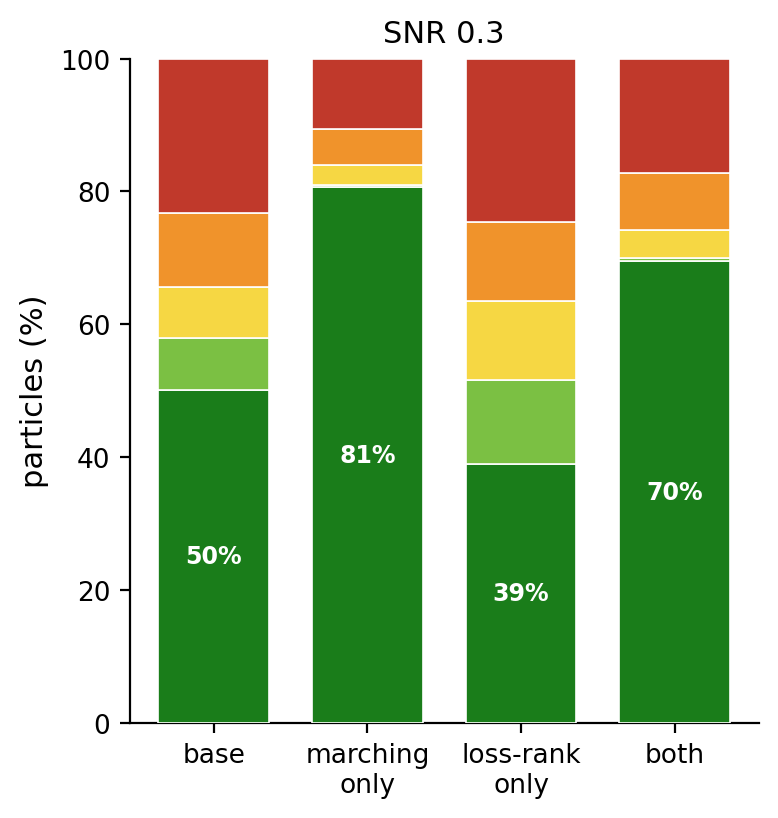 SNR 0.3
100
80
60
40
20
0
particles (%)
50%
81%
39%
70%
base
marching
only
loss-rank
only
both